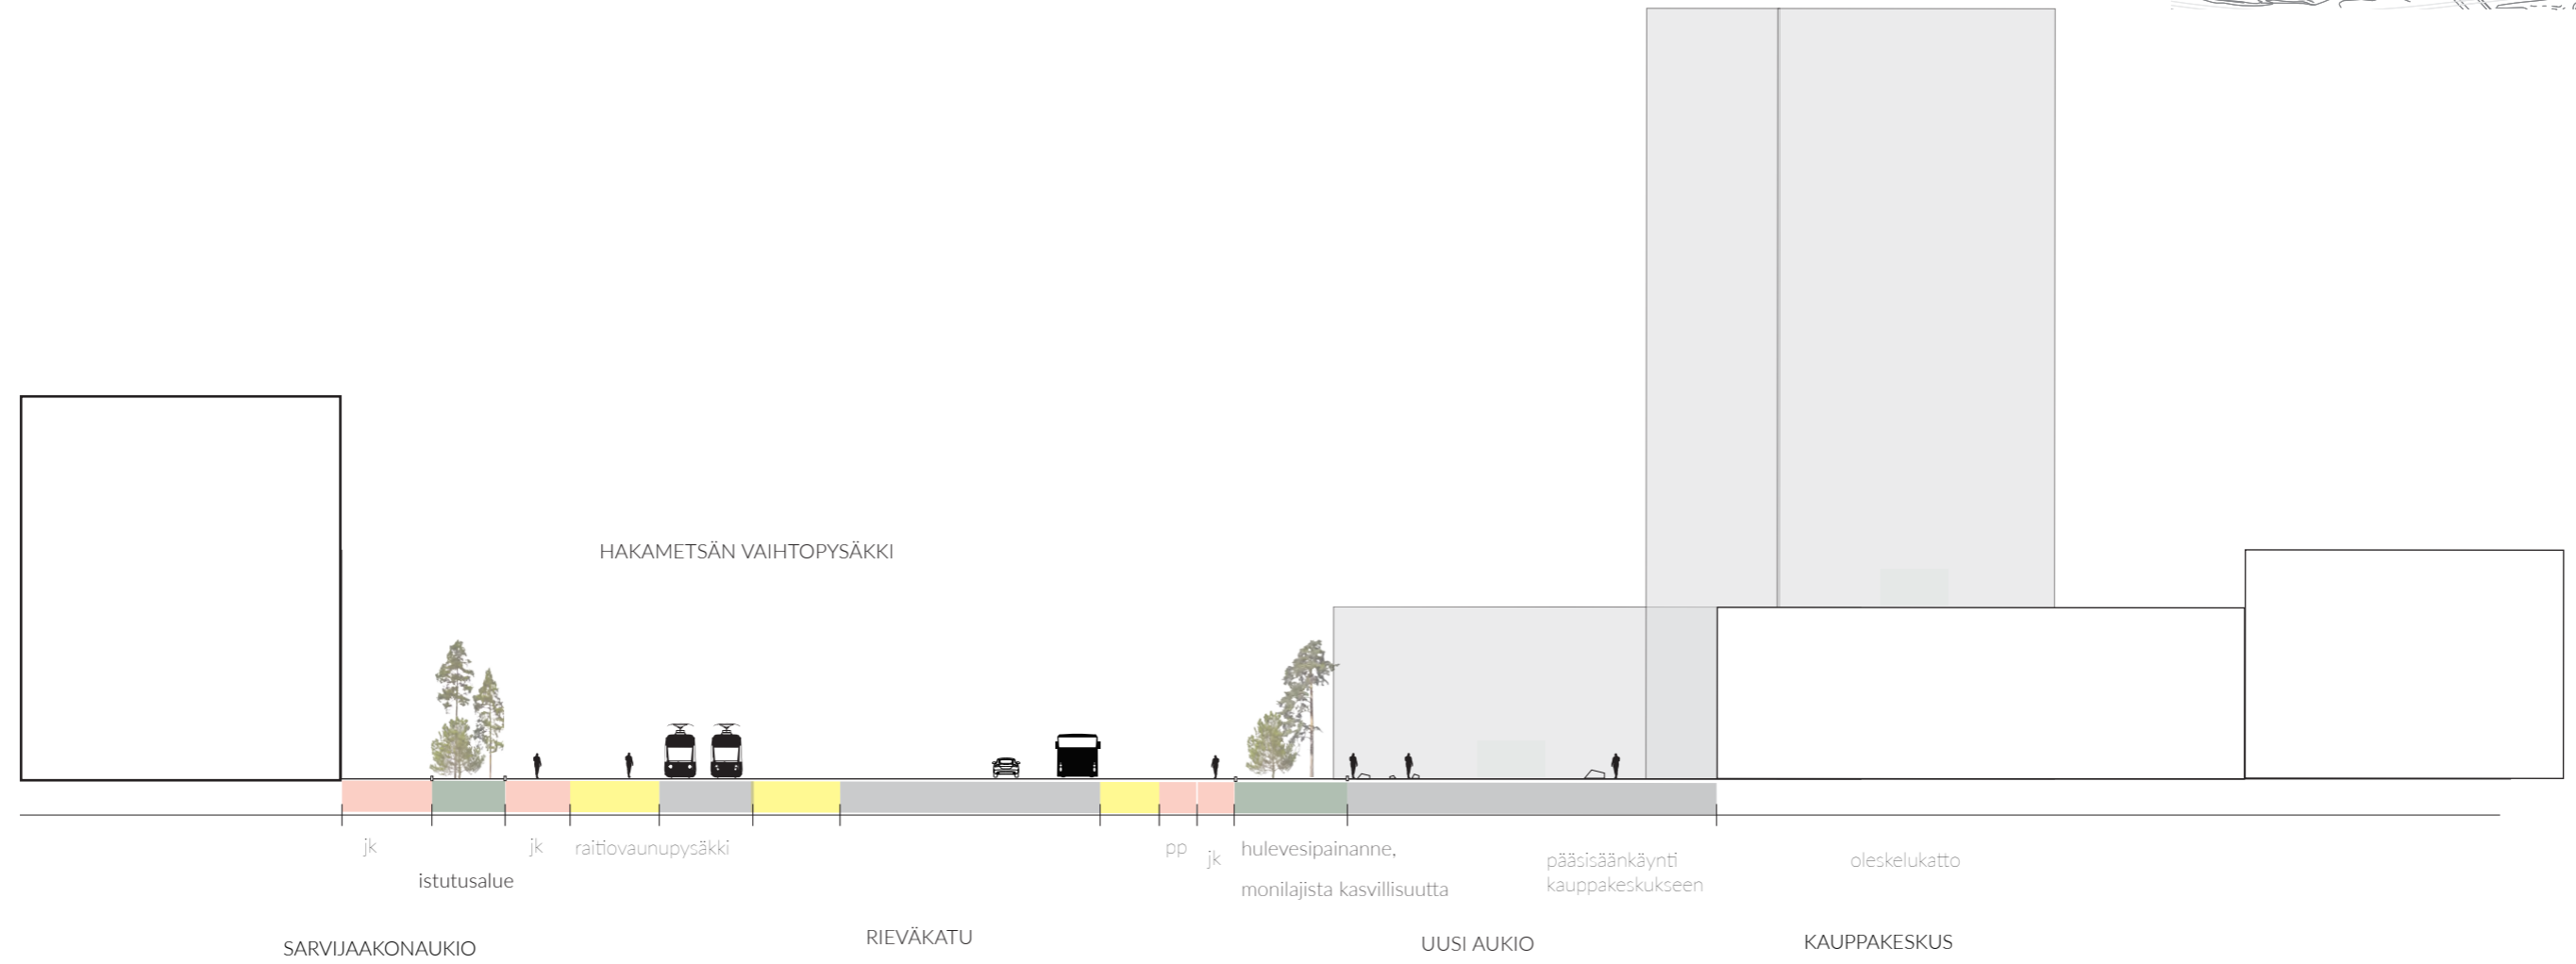 HAKAMETSÄN VAIHTOPYSÄKKI
jk
jk
raitiovaunupysäkki
pp
jk
hulevesipainanne,
monilajista kasvillisuutta
pääsisäänkäynti
kauppakeskukseen
oleskelukatto
istutusalue
SARVIJAAKONAUKIO
RIEVÄKATU
UUSI AUKIO
KAUPPAKESKUS